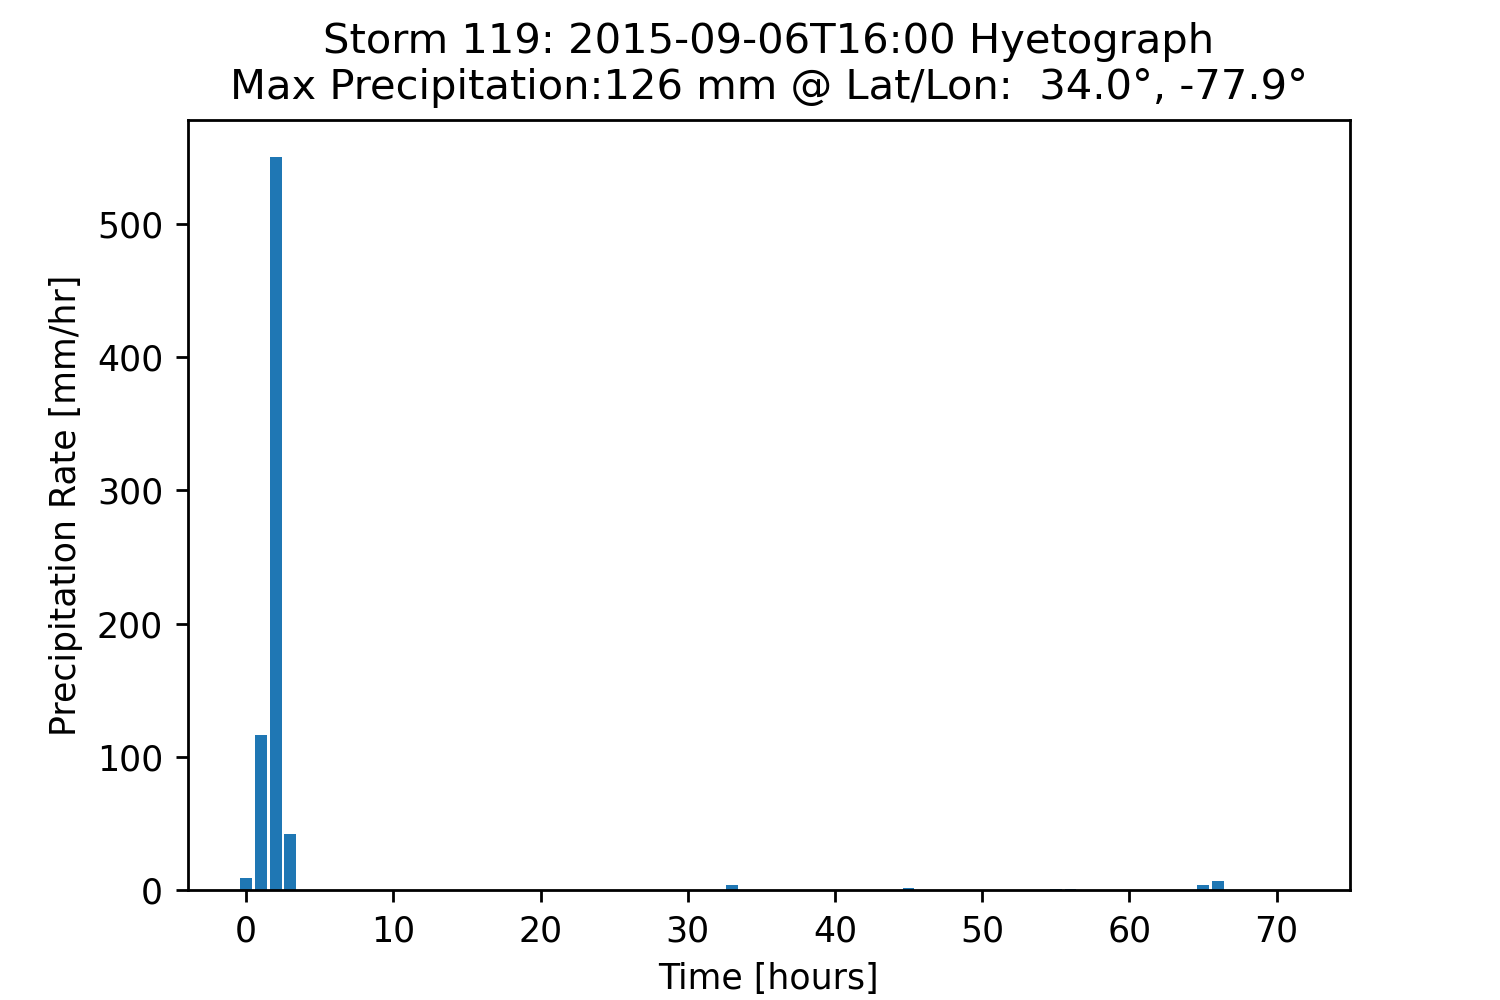 Storm 119: 2015-09-06T16:00 Hyetograph
Max Precipitation:126 mm @ Lat/Lon:  34.0°, -77.9°
Precipitation Rate [mm/hr]
500
400
300
200
100
0
0 10 20 30 40 50 60 70
Time [hours]